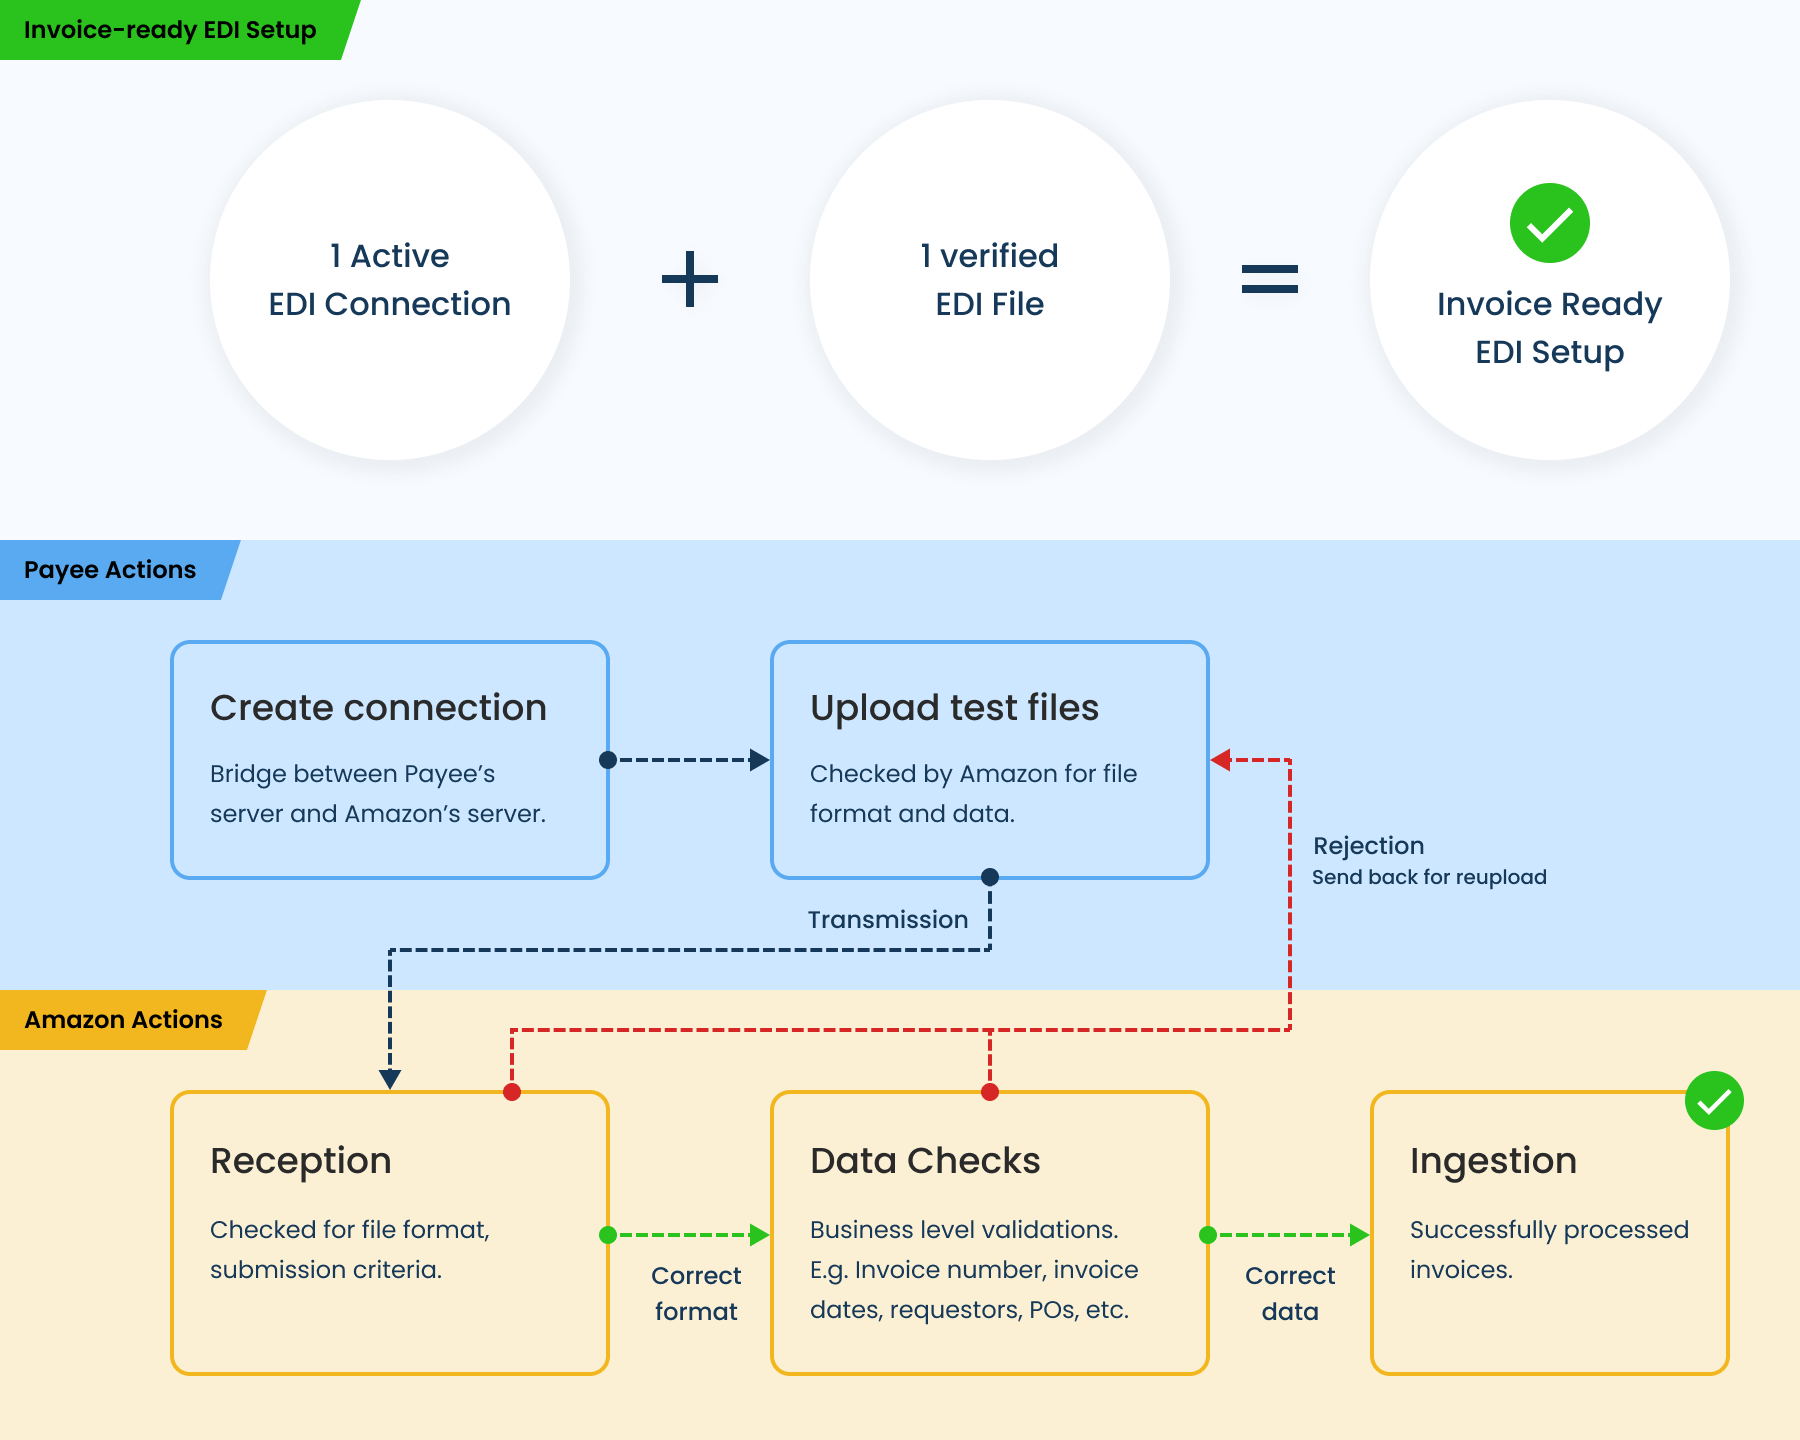 Invoice-ready EDI Setup
1 Active
EDI Connection
+
1 verified
EDI File
=
Invoice Ready
EDI Setup
Payee Actions
Create connection
Bridge between Payee’s
server and Amazon’s server.
Upload test files
Checked by Amazon for file
format and data.
Rejection
Send back for reupload
Transmission
Amazon Actions
Reception
Checked for file format,
submission criteria.
Correct
format
Data Checks
Business level validations.
E.g. Invoice number, invoice
dates, requestors, POs, etc.
Correct
data
Ingestion
Successfully processed
invoices.